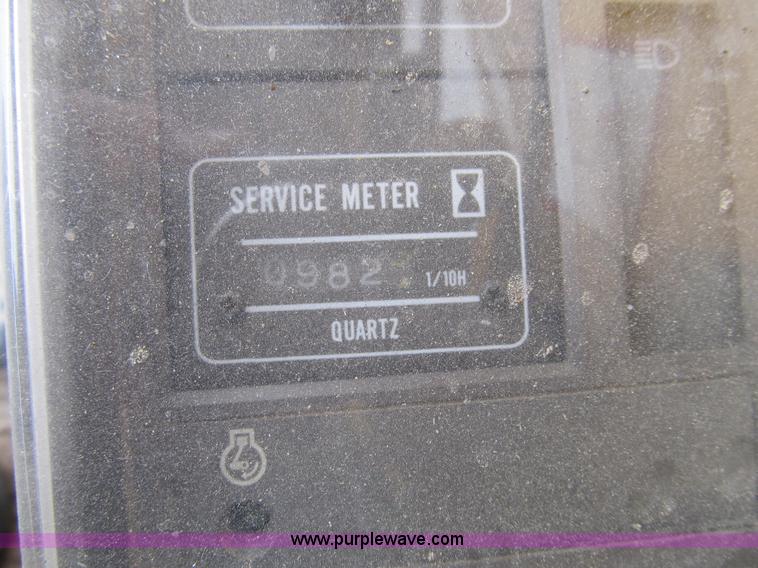 SERVICE METER
0982 1/10H
QUARTZ
www.purplewave.com